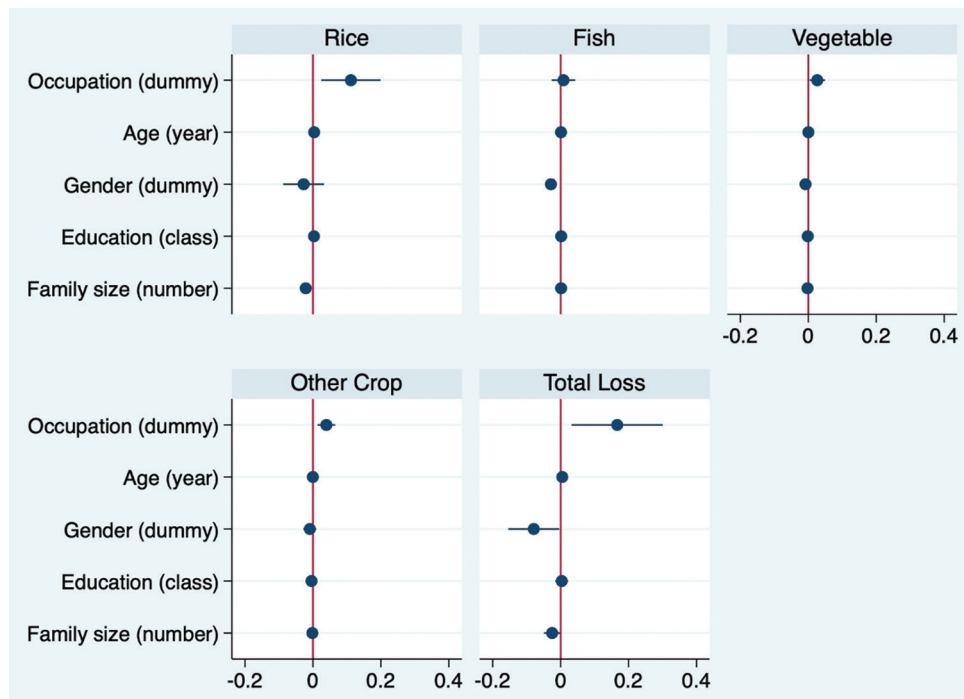 Rice Fish Vegetable
Occupation (dummy)
Age (year)
Gender (dummy)
Education (class)
Family size (number)
-0.2 0 0.2 0.4
Other Crop Total Loss
Occupation (dummy)
Age (year)
Gender (dummy)
Education (class)
Family size (number)
-0.2 0 0.2 0.4 -0.2 0 0.2 0.4